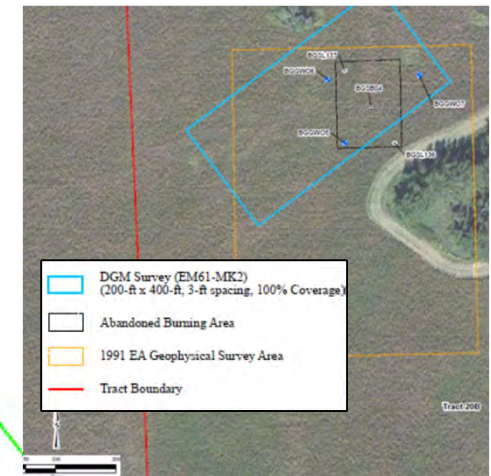 BGSL137
BGGW06
BGSB04
BGGW07
BGGW05
BGSL136
DGM Survey (EM61-MK2)
(200-ft x 400-ft, 3-ft spacing, 100% Coverage)
Abandoned Burning Area
1991 EA Geophysical Survey Area
Tract Boundary
Tract 20B